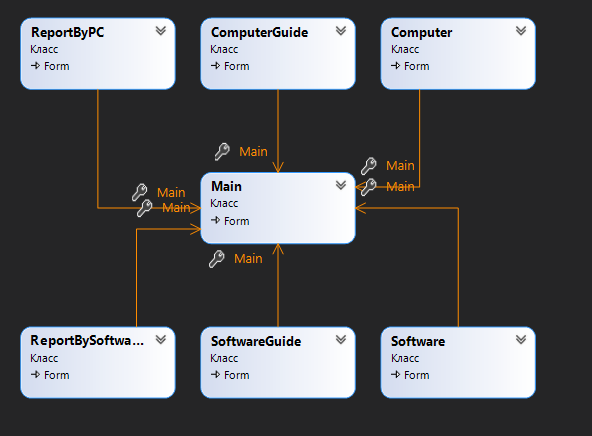 ReportByPC
Класс
Form
ComputerGuide
Класс
Form
Computer
Класс
Form
Main
Main
Main
Main
Main
Main
Класс
Form
Main
ReportBySoftwa...
Класс
Form
SoftwareGuide
Класс
Form
Software
Класс
Form